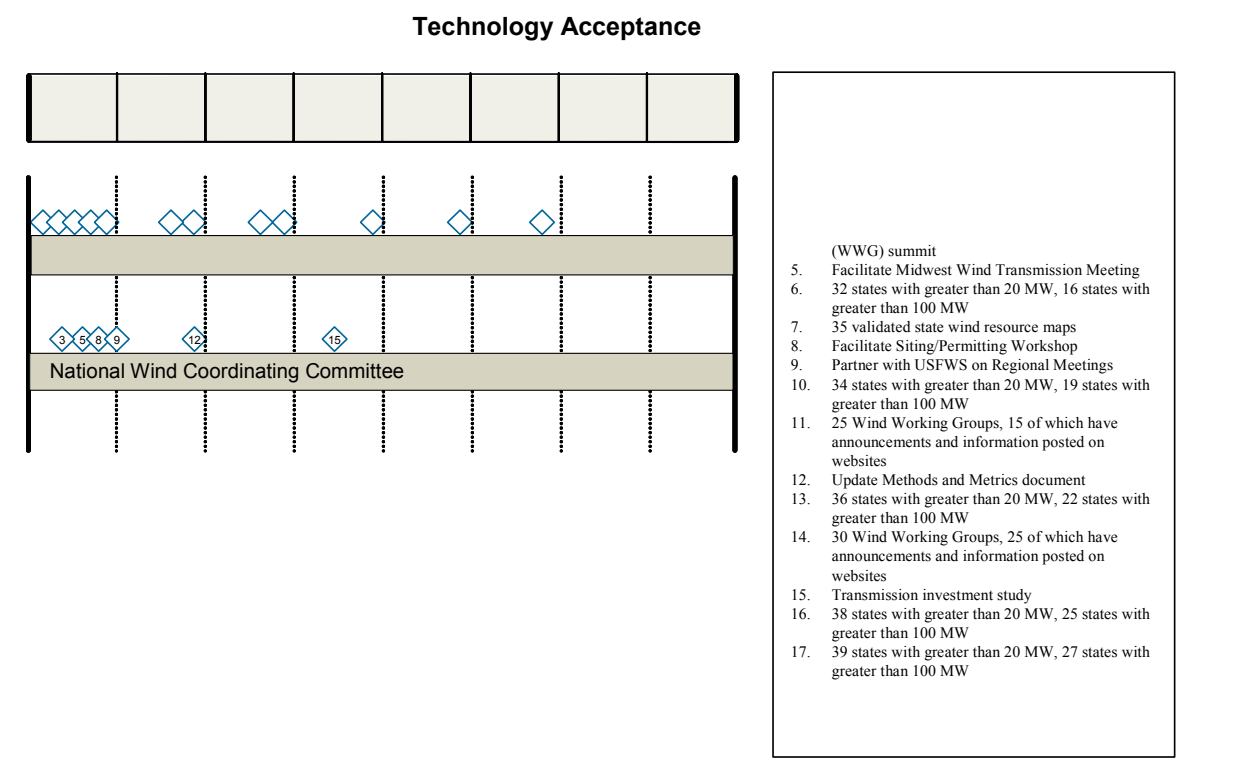 Technology Acceptance
3 5 8 9 12 15
National Wind Coordinating Committee
(WWG) summit
5. Facilitate Midwest Wind Transmission Meeting
6. 32 states with greater than 20 MW, 16 states with
greater than 100 MW
7. 35 validated state wind resource maps
8. Facilitate Siting/Permitting Workshop
9. Partner with USFWS on Regional Meetings
10. 34 states with greater than 20 MW, 19 states with
greater than 100 MW
11. 25 Wind Working Groups, 15 of which have
announcements and information posted on
websites
12. Update Methods and Metrics document
13. 36 states with greater than 20 MW, 22 states with
greater than 100 MW
14. 30 Wind Working Groups, 25 of which have
announcements and information posted on
websites
15. Transmission investment study
16. 38 states with greater than 20 MW, 25 states with
greater than 100 MW
17. 39 states with greater than 20 MW, 27 states with
greater than 100 MW